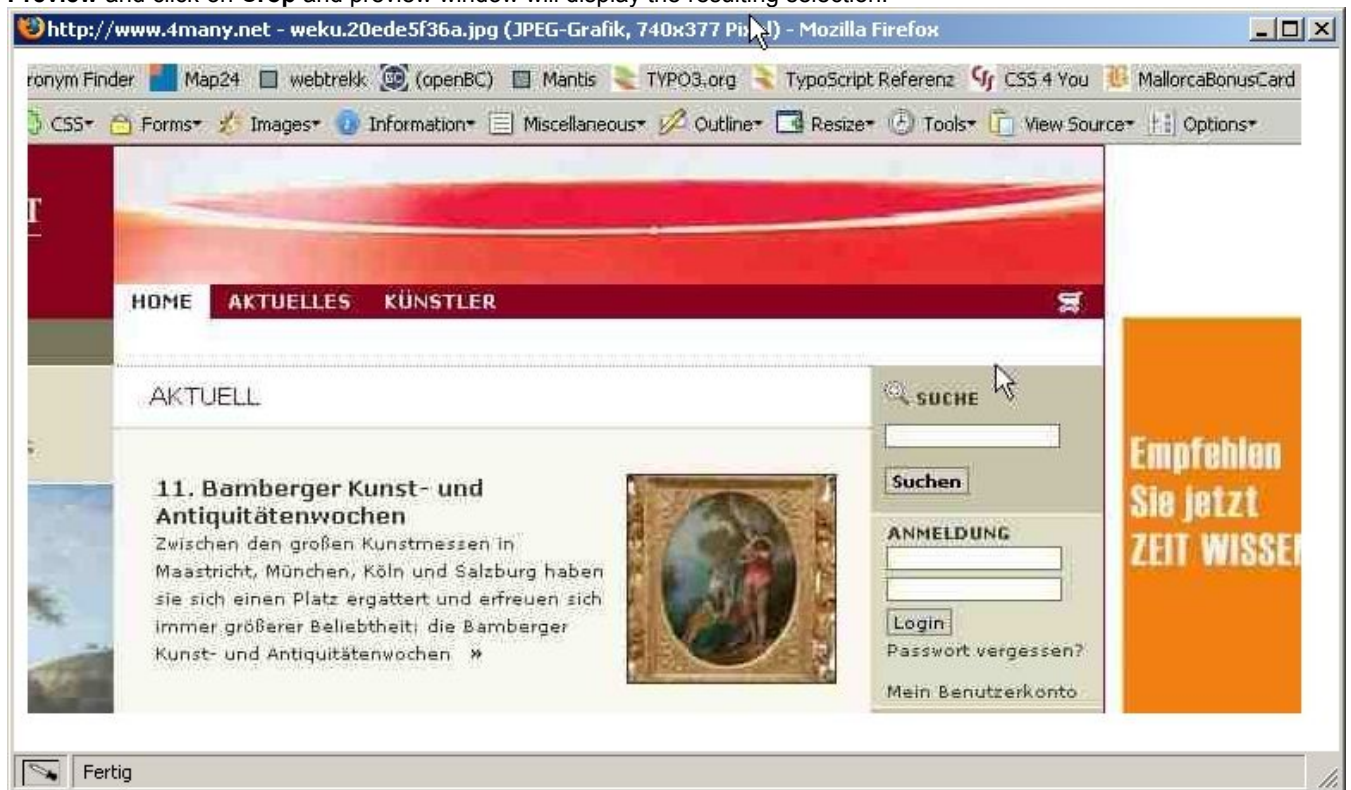 Preview and click on Crop and preview window will display the resulting selection.
http://www.4many.net - weku.20ede5f36a.jpg (JPEG-Grafik, 740x377 Pixel) - Mozilla Firefox
ronym Finder Map24 webtrekk (openBC) Mantis TYPO3.org TypoScript Referenz CSS 4 You MallorcaBonusCard
CSS Forms Images Information Miscellaneous Outline Resize Tools View Source Options
T
HOME AKTUELLES KÜNSTLER
AKTUELL
SUCHE
Suchen
11. Bamberger Kunst- und
Antiquitätenwochen
Zwischen den großen Kunstmessen in
Maastricht, München, Köln und Salzburg haben
sie sich einen Platz ergattert und erfreuen sich
immer größerer Beliebtheit: die Bamberger
Kunst- und Antiquitätenwochen »
ANMELDUNG
Login
Passwort vergessen?
Mein Benutzerkonto
Empfehlen
Sie jetzt
ZEIT WISSEN
Fertig